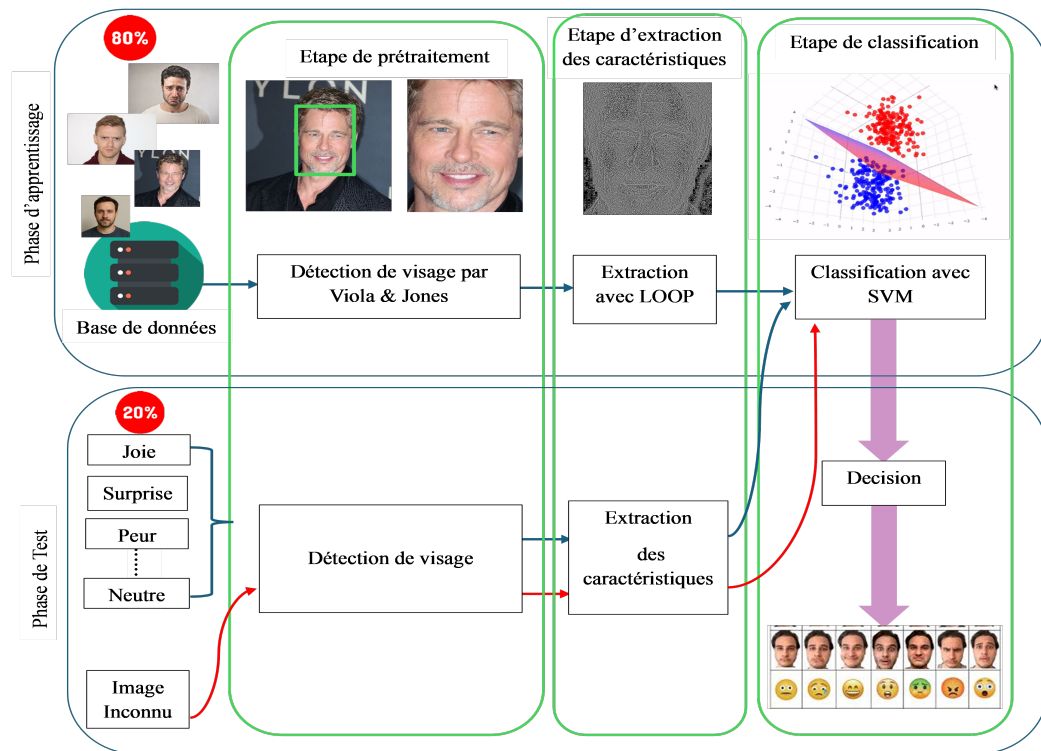 80%
Phase d'apprentissage
Etape de prétraitement
Etape d'extraction
des caractéristiques
Etape de classification
YLON
YLON
Base de données
Détection de visage par
Viola & Jones
Extraction
avec LOOP
Classification avec
SVM
20%
Phase de Test
Joie
Surprise
Peur
Neutre
Image
Inconnu
Détection de visage
Extraction
des
caractéristiques
Decision